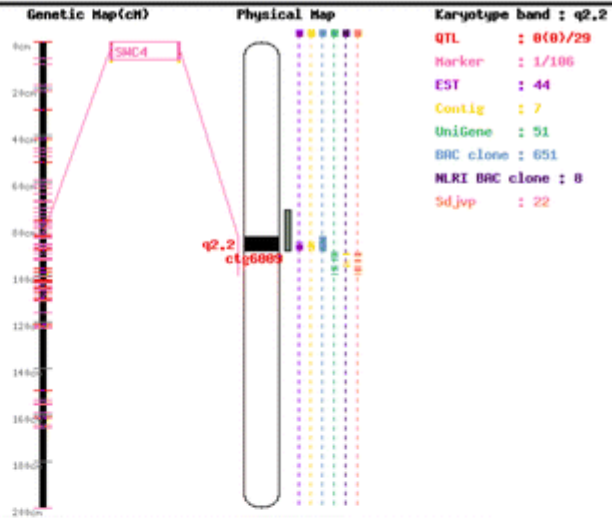 Genetic Map(cM)
Physical Map
Karyotype band : q2.2
QTL : 0(0)/29
Marker : 1/106
EST : 44
Contig : 7
UniGene : 51
BAC clone : 651
NLRI BAC clone : 8
Sdjvp : 22
SWC4
0cm
20cm
40cm
60cm
80cm
100cm
120cm
140cm
160cm
180cm
200cm
q2.2
ctg6009